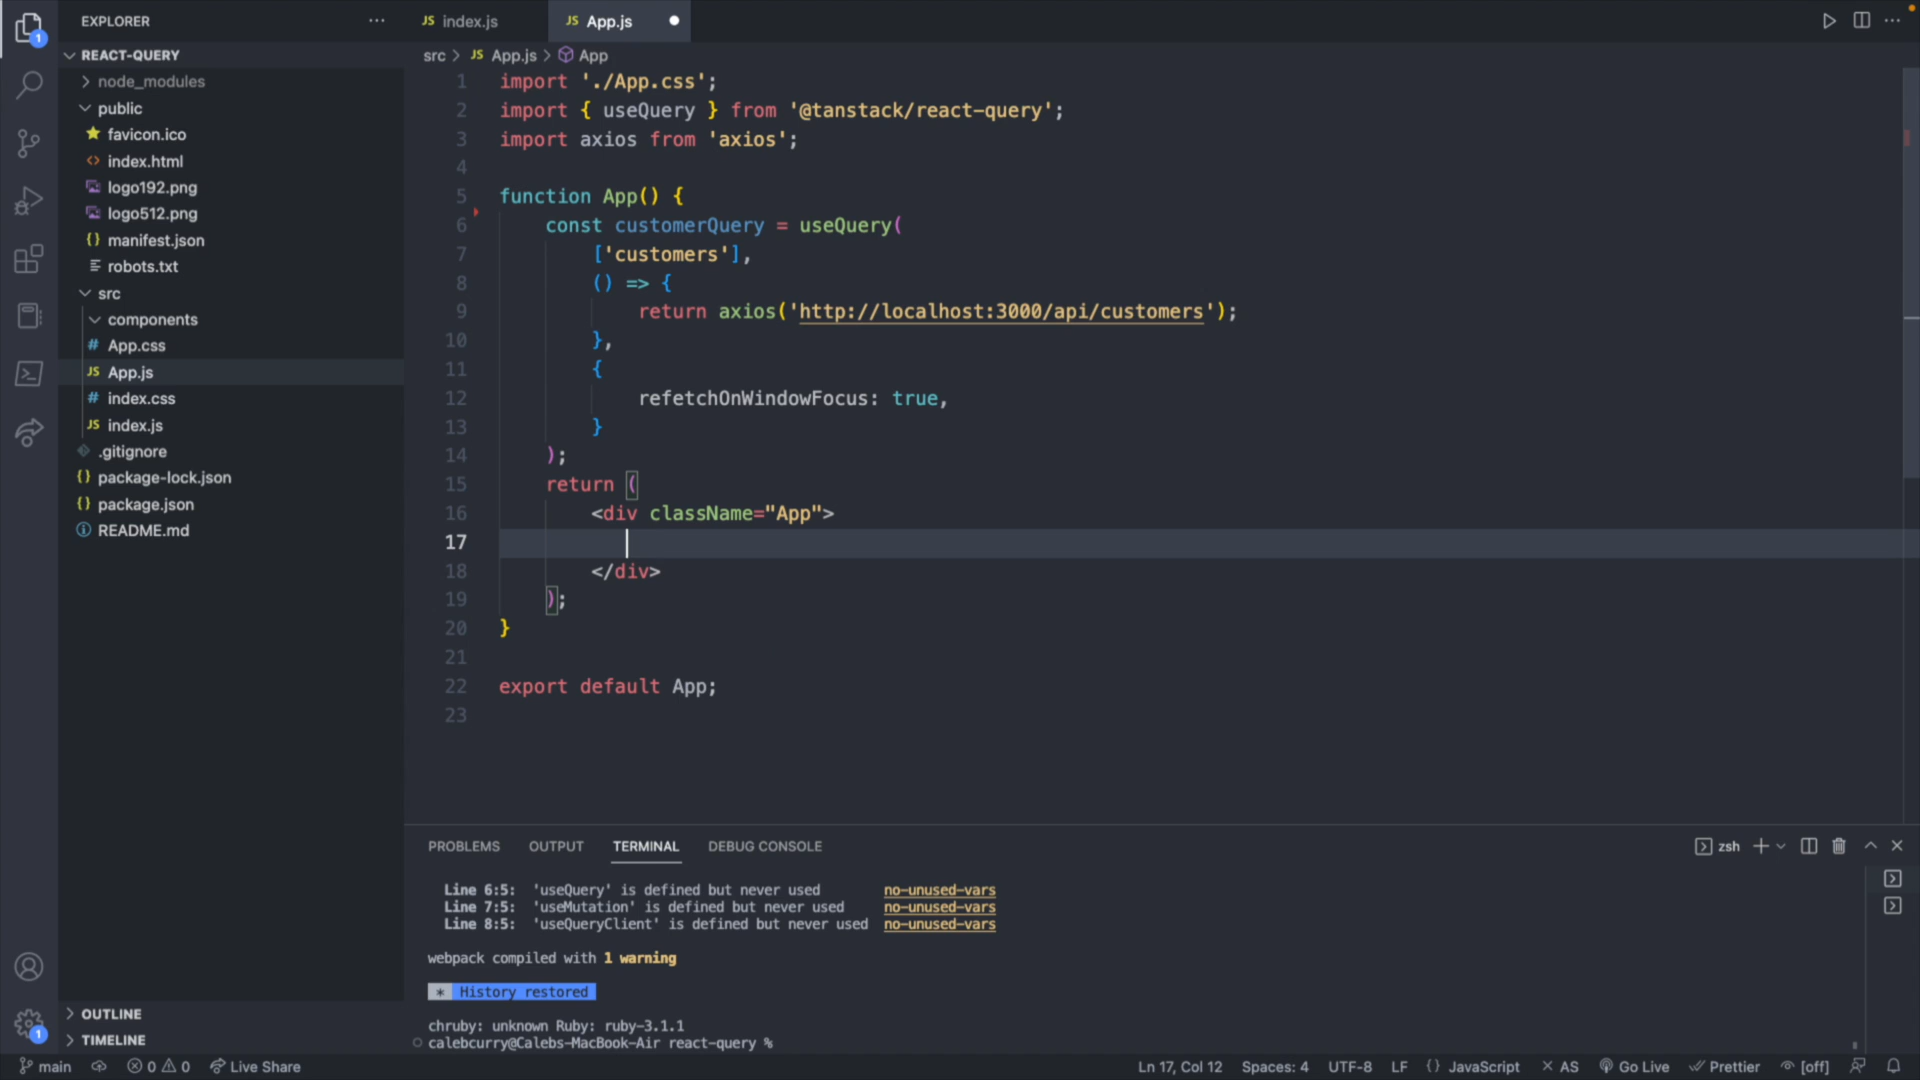 EXPLORER
REACT-QUERY
node_modules
public
favicon.ico
index.html
logo192.png
logo512.png
manifest.json
robots.txt
src
components
App.css
App.js
index.css
index.js
.gitignore
package-lock.json
package.json
README.md
OUTLINE
TIMELINE
JS index.js
JS App.js
src > JS App.js > App
1 import './App.css';
2 import { useQuery } from '@tanstack/react-query';
3 import axios from 'axios';
4
5 function App() {
6 const customerQuery = useQuery(
7 ['customers'],
8 () => {
9 return axios('http://localhost:3000/api/customers');
10 },
11 {
12 refetchOnWindowFocus: true,
13 }
14 );
15 return (
16 <div className="App">
17
18 </div>
19 );
20 }
21
22 export default App;
23
PROBLEMS OUTPUT TERMINAL DEBUG CONSOLE
zsh
Line 6:5: 'useQuery' is defined but never used no-unused-vars
Line 7:5: 'useMutation' is defined but never used no-unused-vars
Line 8:5: 'useQueryClient' is defined but never used no-unused-vars
webpack compiled with 1 warning
* History restored
chruby: unknown Ruby: ruby-3.1.1
calebcurry@Calebs-MacBook-Air react-query %
main 0 0 Live Share Ln 17, Col 12 Spaces: 4 UTF-8 LF {} JavaScript AS Go Live Prettier [off]